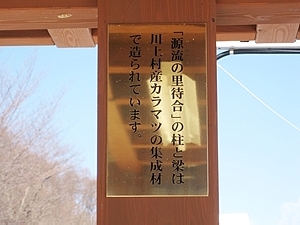 「源流の里待合」の柱と梁は
川上村産カラマツの集成材
で造られています。